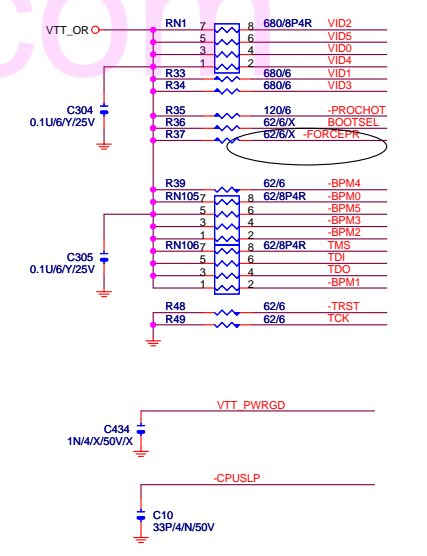 com
VTT_OR RN1 7 8 680/8P4R VID2
5 6 VID5
3 4 VID0
1 2 VID4
R33 680/6 VID1
R34 680/6 VID3
C304
0.1U/6/Y/25V
R35 120/6 -PROCHOT
R36 62/6/X BOOTSEL
R37 62/6/X -FORCEPR
R39 62/6 -BPM4
RN105 7 8 62/8P4R -BPM0
5 6 -BPM5
3 4 -BPM3
1 2 -BPM2
RN106 7 8 62/8P4R TMS
5 6 TDI
3 4 TDO
1 2 -BPM1
C305
0.1U/6/Y/25V
R48 62/6 -TRST
R49 62/6 TCK
VTT_PWRGD
C434
1N/4/X/50V/X
-CPUSLP
C10
33P/4/N/50V